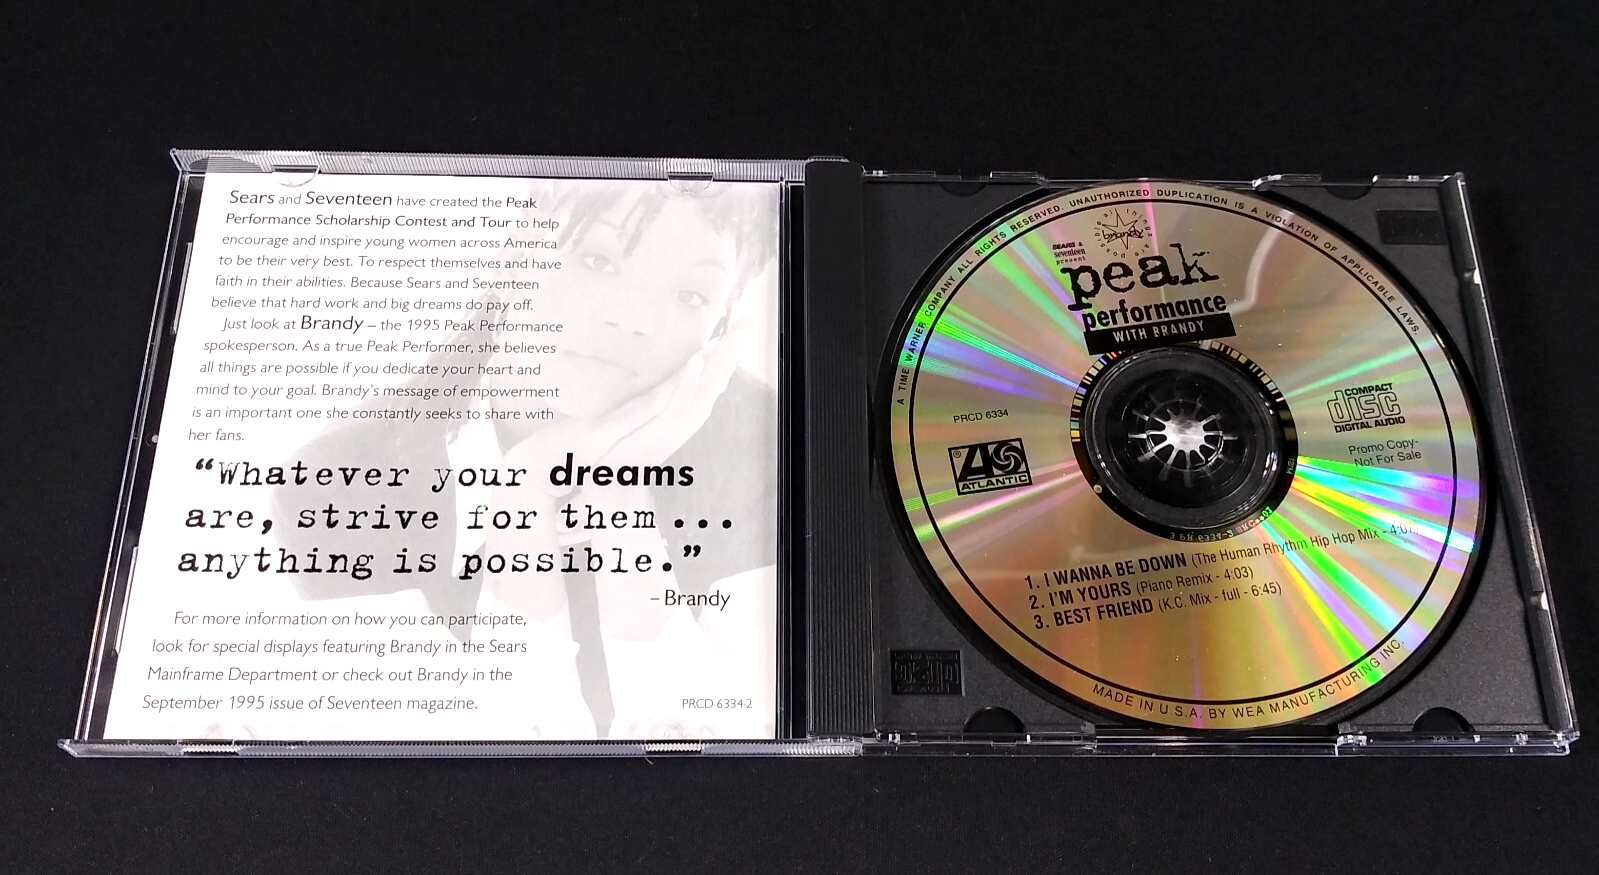 Sears and Seventeen have created the Peak
Performance Scholarship Contest and Tour to help
encourage and inspire young women across America
to be their very best. To respect themselves and have
faith in their abilities. Because Sears and Seventeen
believe that hard work and big dreams do pay off.
Just look at Brandy – the 1995 Peak Performance
spokesperson. As a true Peak Performer, she believes
all things are possible if you dedicate your heart and
mind to your goal. Brandy's message of empowerment
is an important one she constantly seeks to share with
her fans.
“Whatever your dreams
are, strive for them ...
anything is possible.”
– Brandy
For more information on how you can participate,
look for special displays featuring Brandy in the Sears
Mainframe Department or check out Brandy in the
September 1995 issue of Seventeen magazine.
PRCD 6334-2
A TIME WARNER COMPANY ALL RIGHTS RESERVED. UNAUTHORIZED DUPLICATION IS A VIOLATION OF APPLICABLE LAWS.
brandy
SEARS &
seventeen
present
peak
performance
WITH BRANDY
PRCD 6334
® ATLANTIC
COMPACT
disc
DIGITAL AUDIO
Promo Copy-
Not For Sale
1. I WANNA BE DOWN (The Human Rhythm Hip Hop Mix - 4:07)
2. I'M YOURS (Piano Remix - 4:03)
3. BEST FRIEND (K.C. Mix - full - 6:45)
MADE IN U.S.A. BY WEA MANUFACTURING INC.